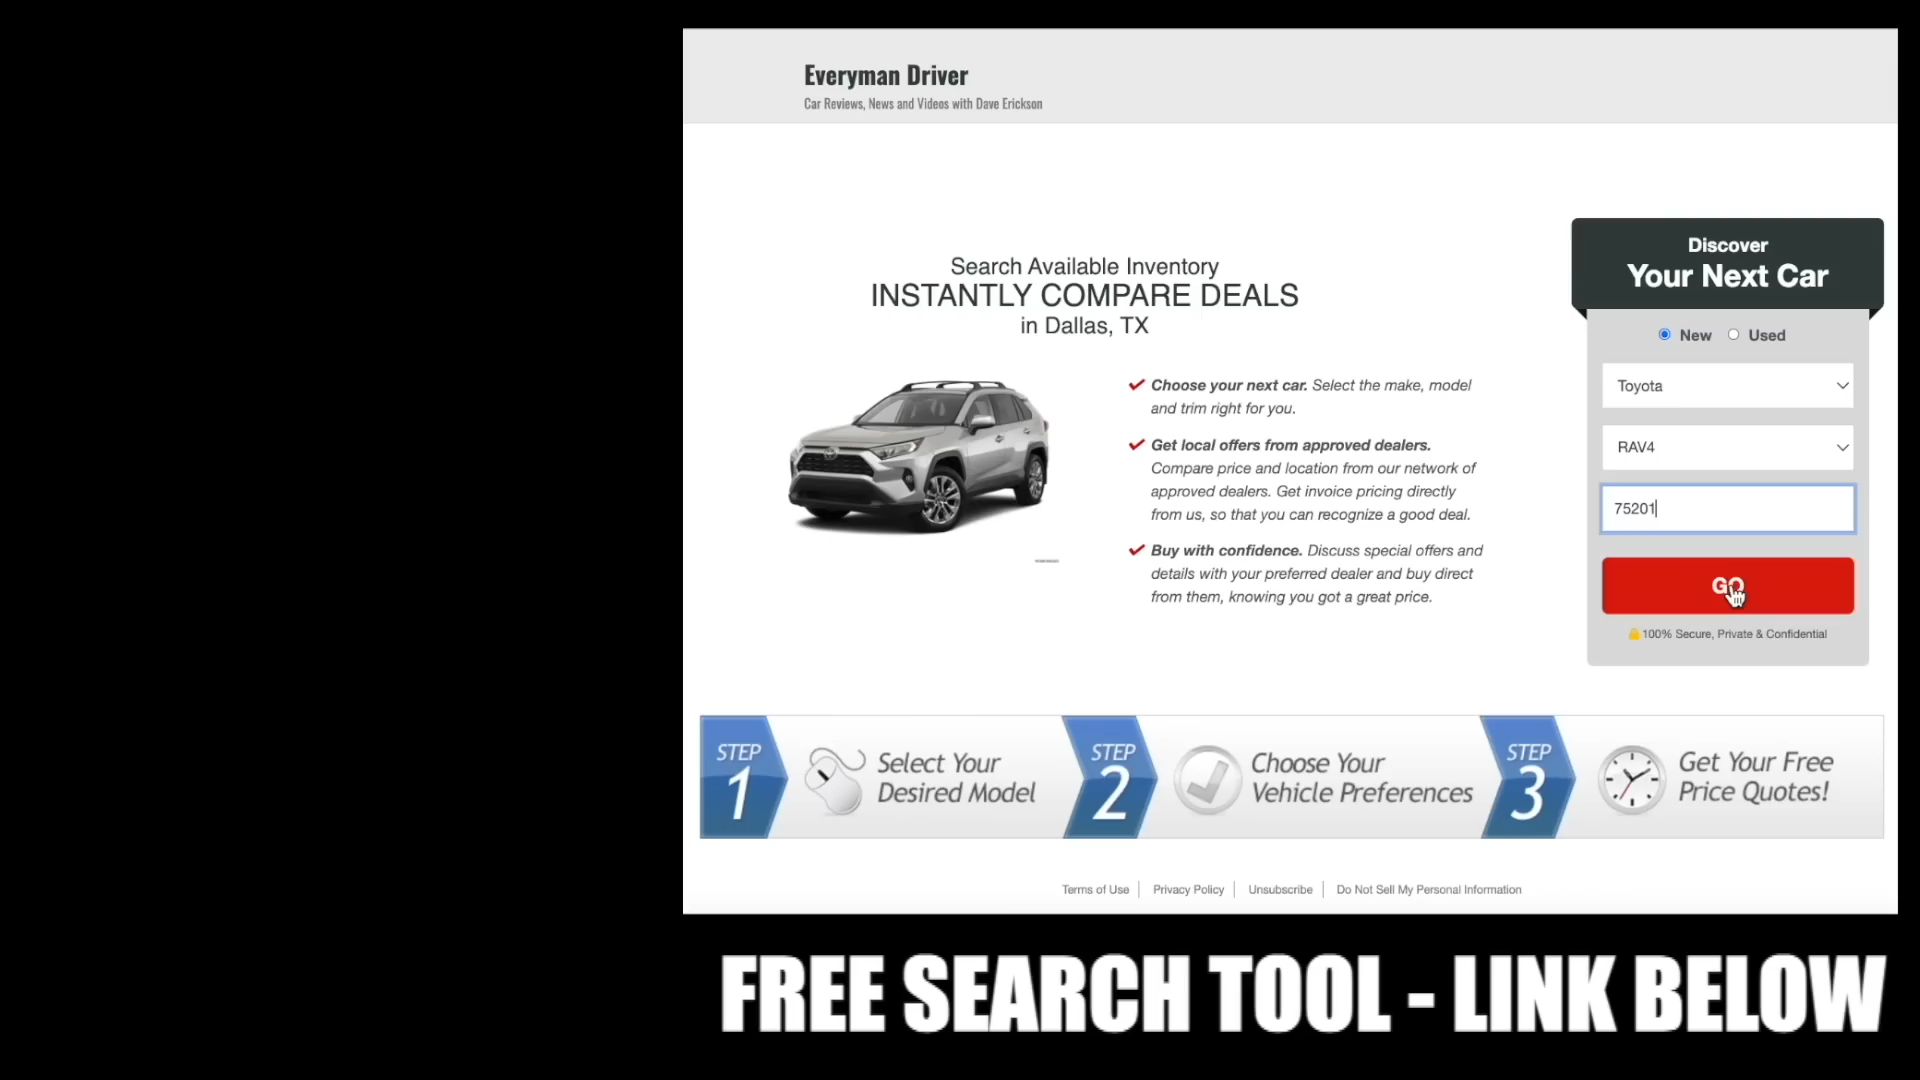 Everyman Driver
Car Reviews, News and Videos with Dave Erickson
Search Available Inventory
INSTANTLY COMPARE DEALS
in Dallas, TX
Choose your next car. Select the make, model
and trim right for you.
Get local offers from approved dealers.
Compare price and location from our network of
approved dealers. Get invoice pricing directly
from us, so that you can recognize a good deal.
Buy with confidence. Discuss special offers and
details with your preferred dealer and buy direct
from them, knowing you got a great price.
Discover
Your Next Car
New Used
Toyota
RAV4
75201
GO
100% Secure, Private & Confidential
STEP
1
Select Your
Desired Model
STEP
2
Choose Your
Vehicle Preferences
STEP
3
Get Your Free
Price Quotes!
Terms of Use
Privacy Policy
Unsubscribe
Do Not Sell My Personal Information
FREE SEARCH TOOL - LINK BELOW